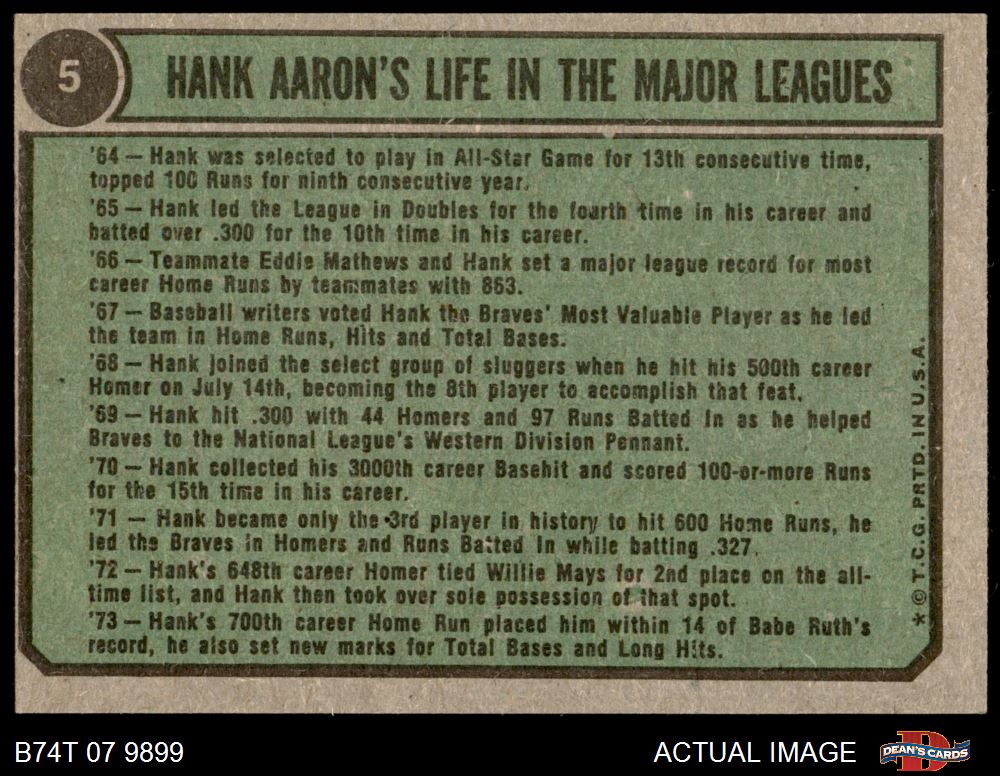 5
HANK AARON'S LIFE IN THE MAJOR LEAGUES
'64 — Hank was selected to play in All-Star Game for 13th consecutive time,
topped 100 Runs for ninth consecutive year.
'65 — Hank led the League in Doubles for the fourth time in his career and
batted over .300 for the 10th time in his career.
'66 — Teammate Eddie Mathews and Hank set a major league record for most
career Home Runs by teammates with 863.
'67 — Baseball writers voted Hank the Braves' Most Valuable Player as he led
the team in Home Runs, Hits and Total Bases.
'68 — Hank joined the select group of sluggers when he hit his 500th career
Homer on July 14th, becoming the 8th player to accomplish that feat.
'69 — Hank hit .300 with 44 Homers and 97 Runs Batted In as he helped
Braves to the National League's Western Division Pennant.
'70 — Hank collected his 3000th career Basehit and scored 100-or-more Runs
for the 15th time in his career.
'71 — Hank became only the 3rd player in history to hit 600 Home Runs, he
led the Braves in Homers and Runs Batted In while batting .327.
'72 — Hank's 648th career Homer tied Willie Mays for 2nd place on the all-
time list, and Hank then took over sole possession of that spot.
'73 — Hank's 700th career Home Run placed him within 14 of Babe Ruth's
record, he also set new marks for Total Bases and Long Hits.
* © T.C.G. PRTD. IN U.S.A.
B74T 07 9899
ACTUAL IMAGE
D
DEAN'S CARDS